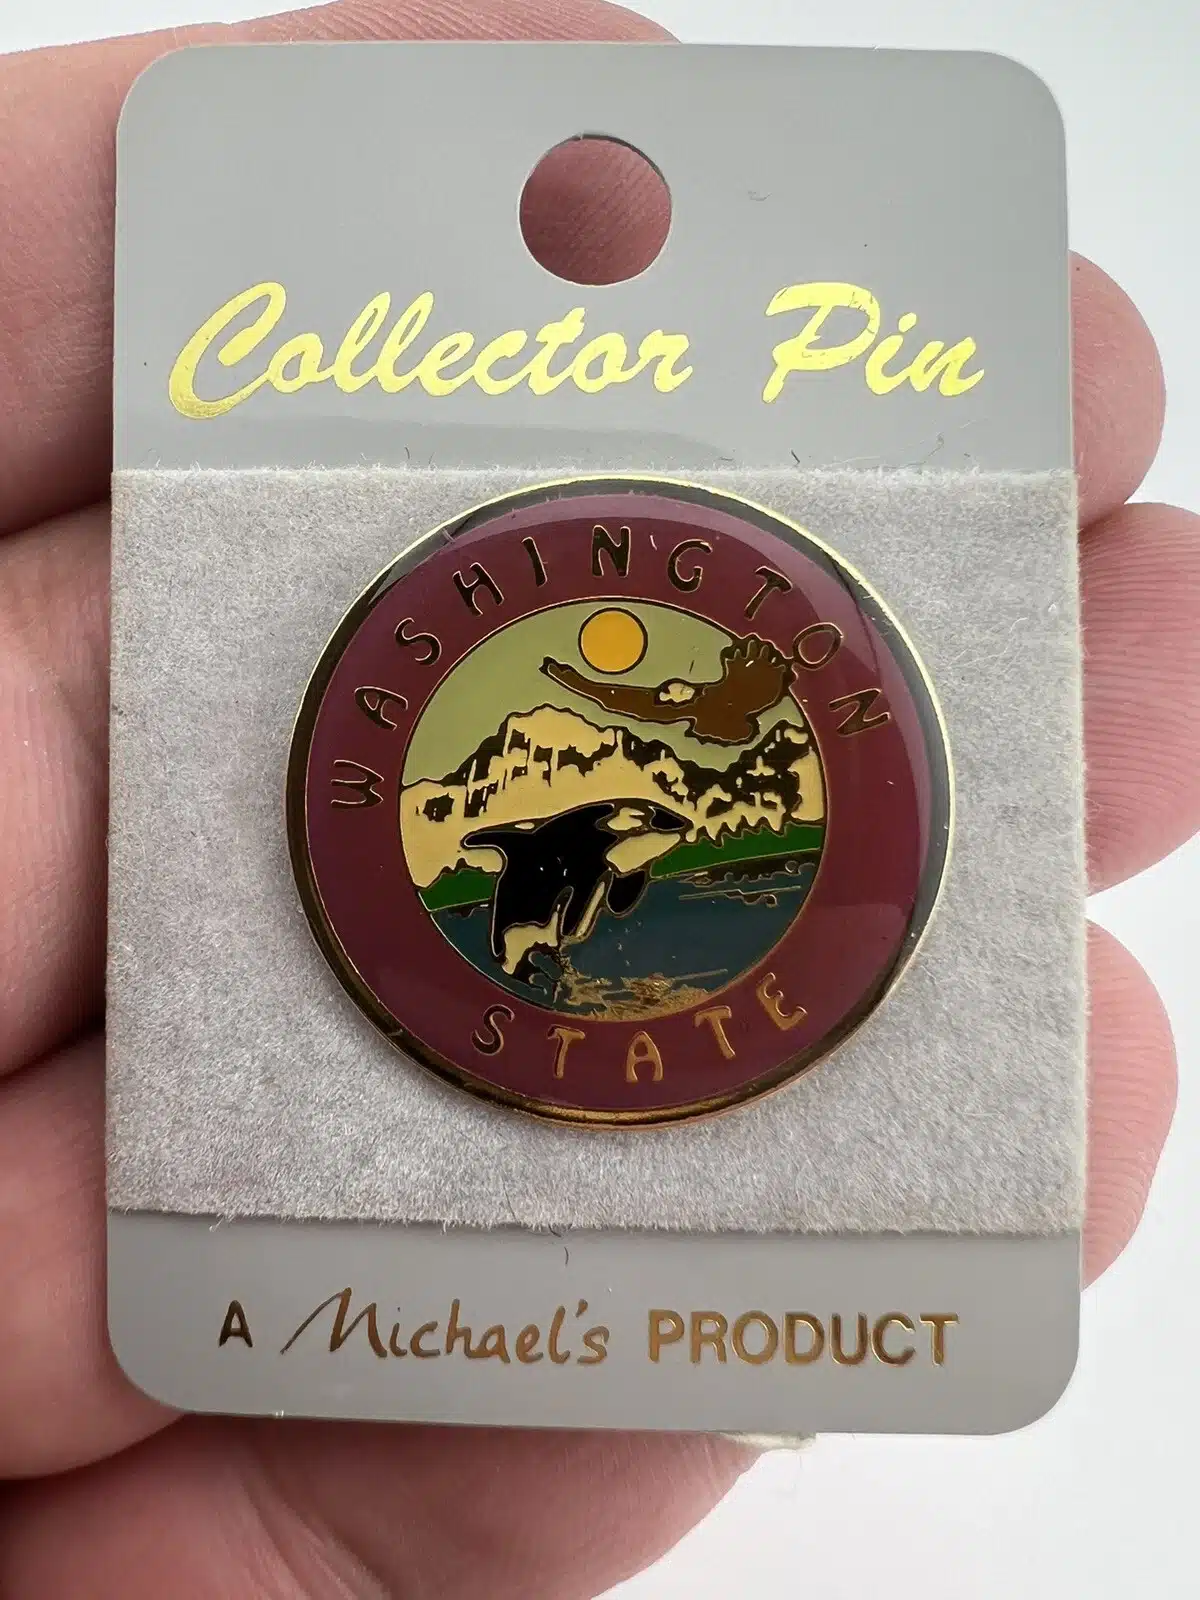 Collector Pin
WASHINGTON
STATE
A Michael's PRODUCT